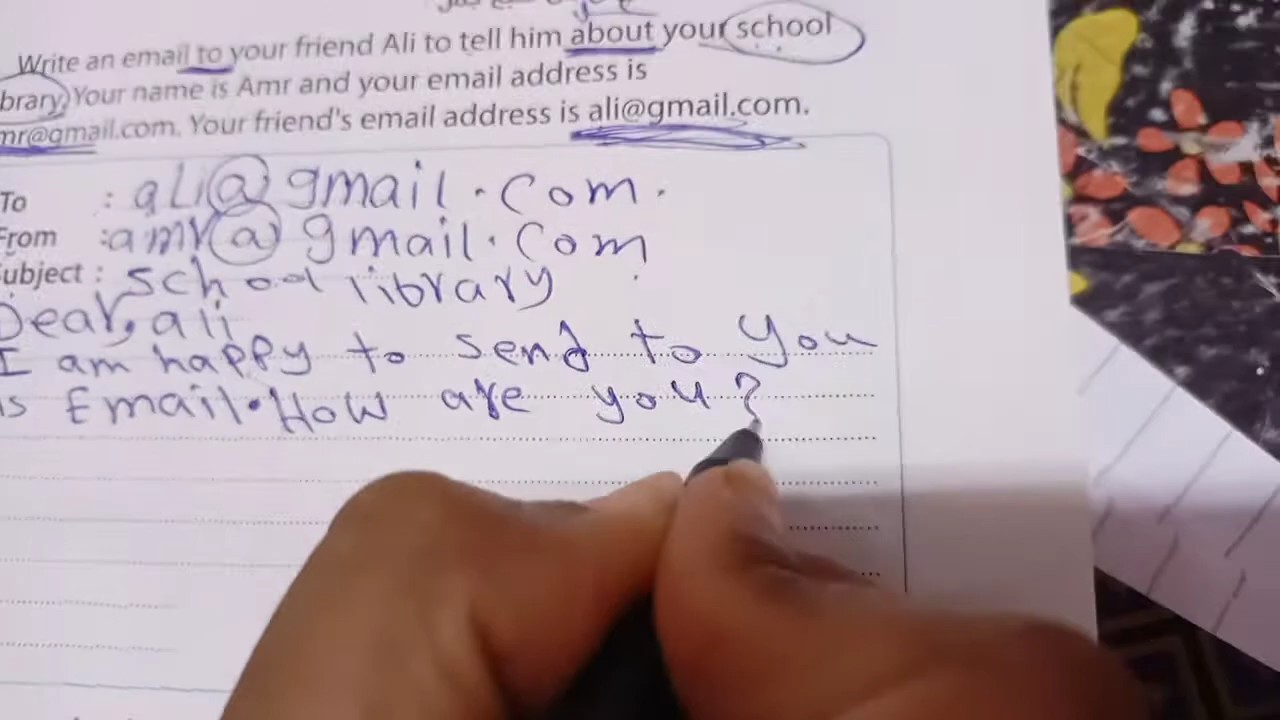 Write an email to your friend Ali to tell him about your school
brary. Your name is Amr and your email address is
mr@gmail.com. Your friend's email address is ali@gmail.com.
To : ali@gmail.com.
From :amr@gmail.com
ubject : school library
Dear, ali
I am happy to send to you
is Email. How are you?